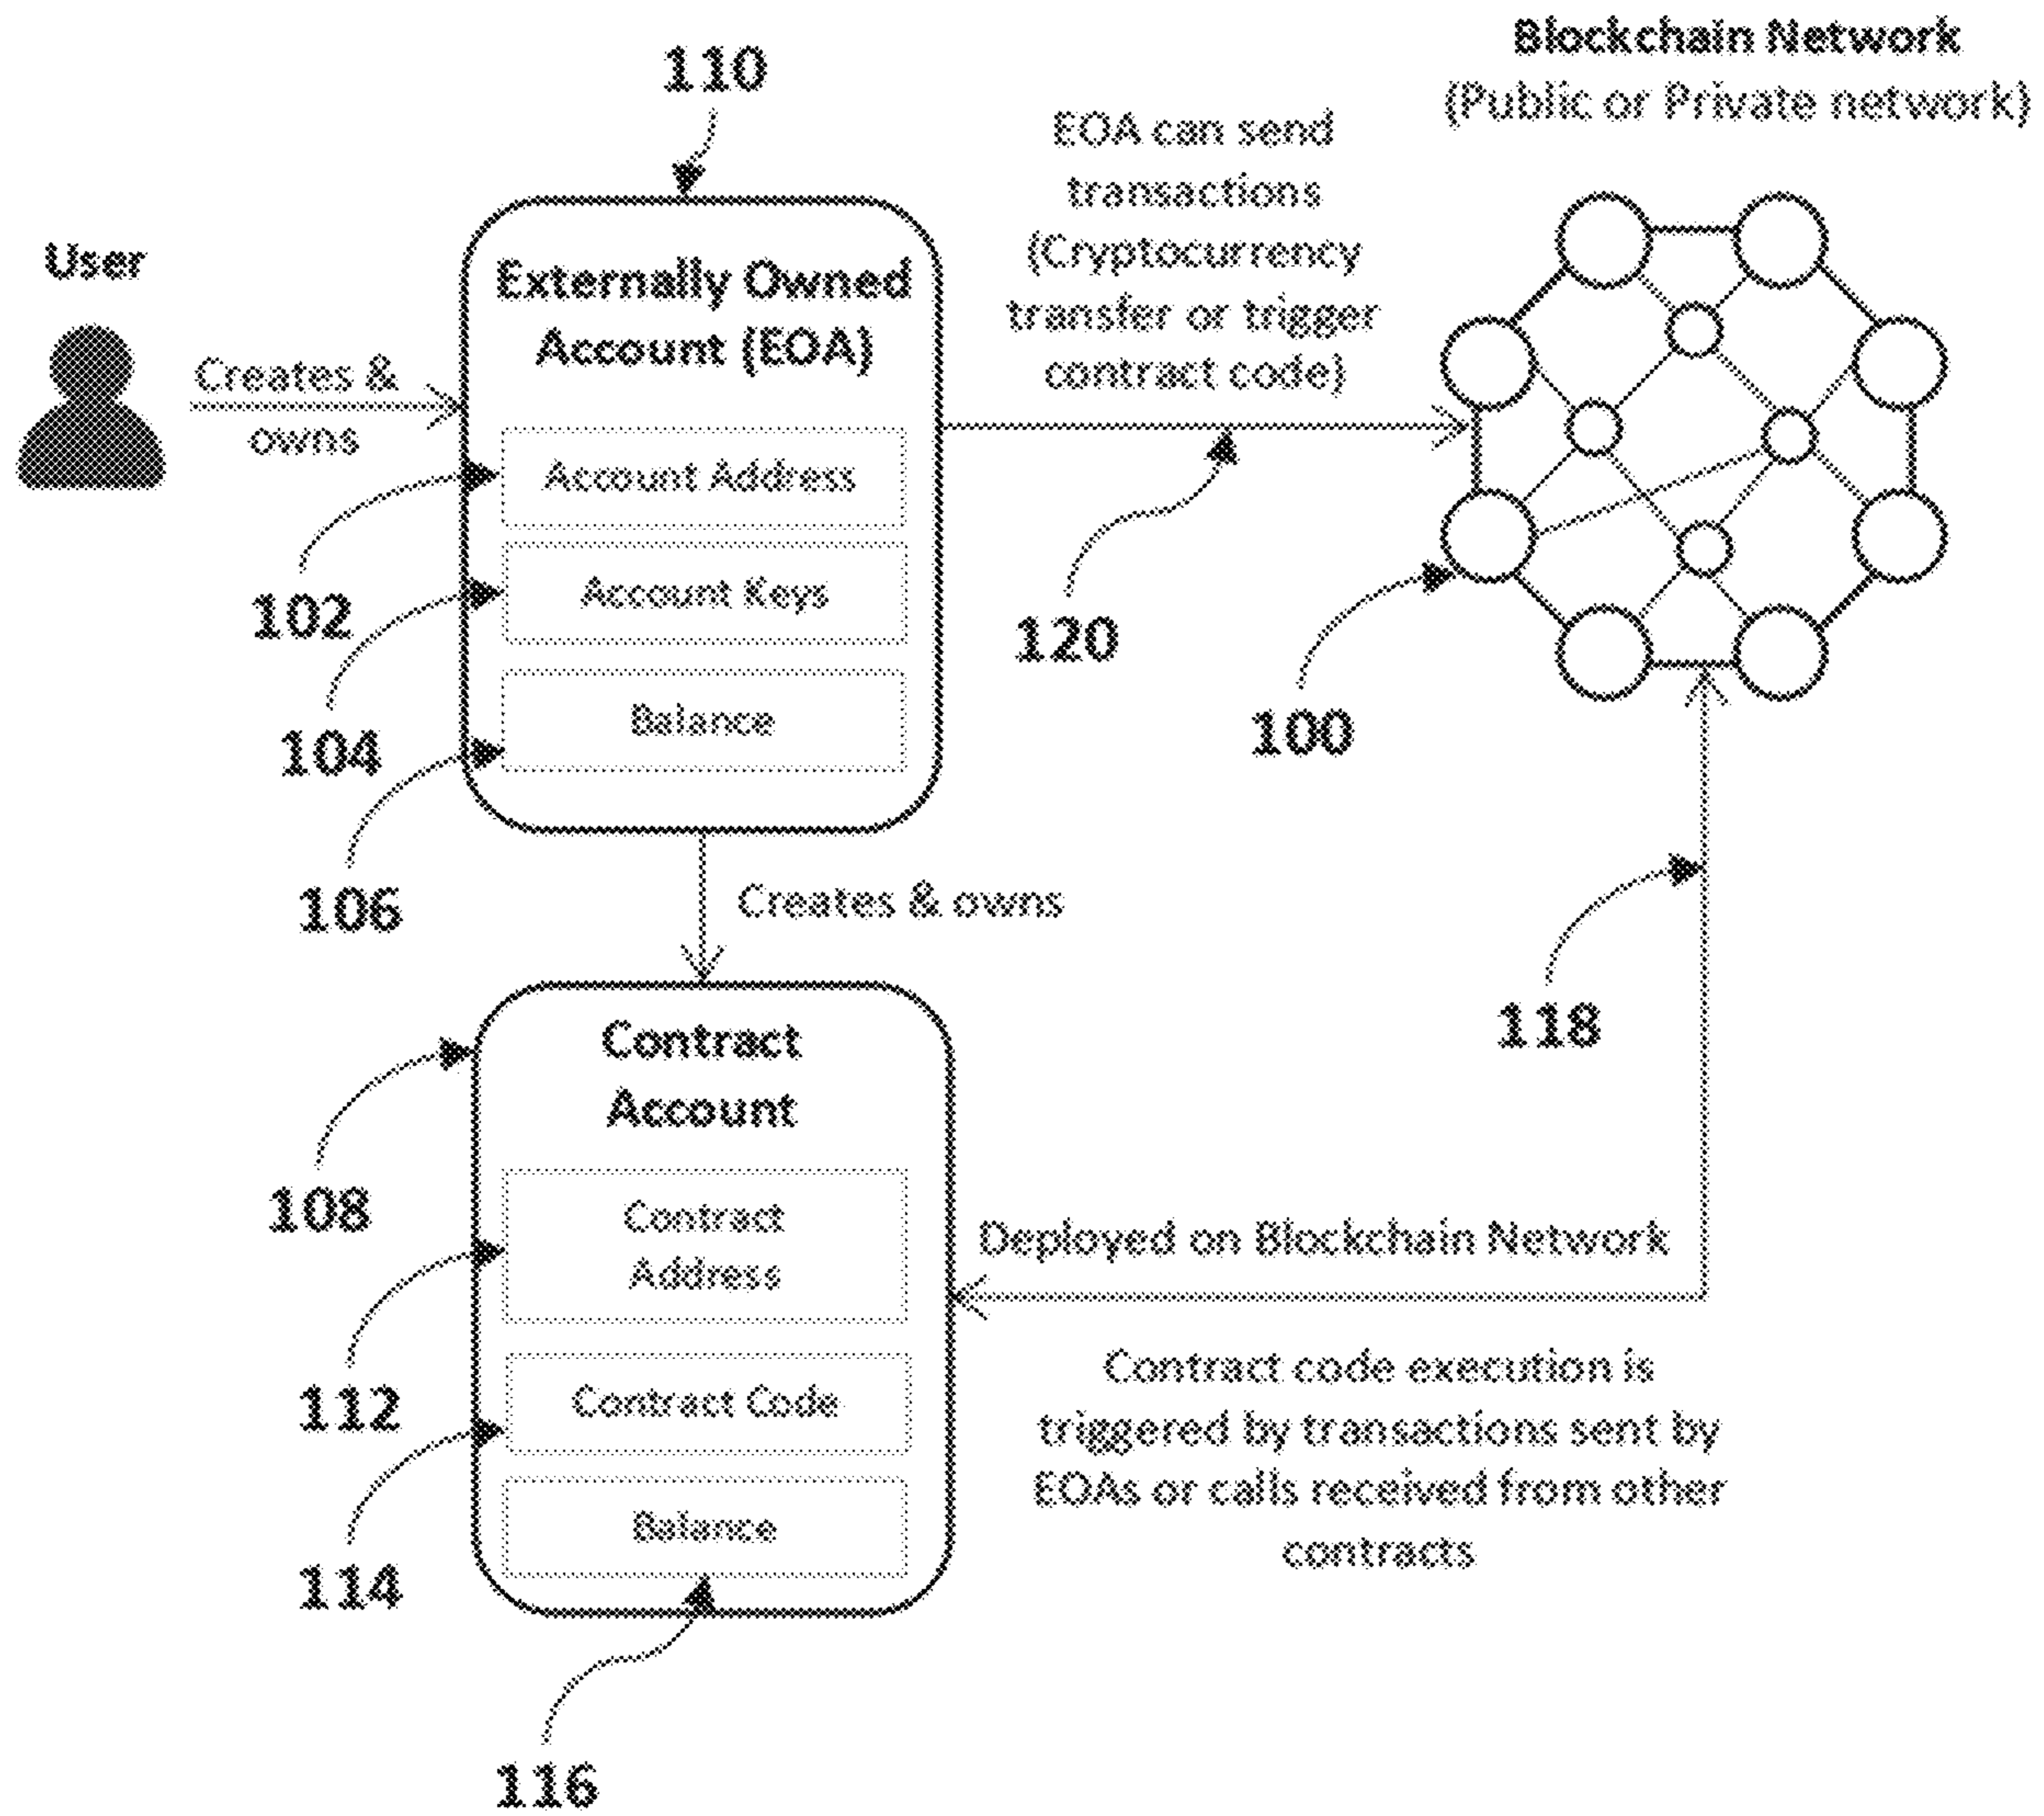 Blockchain Network
(Public or Private network)
110
EOA can send
transactions
(Cryptocurrency
transfer or trigger
contract code)
User
Creates &
owns
Externally Owned
Account (EOA)
Account Address
Account Keys
Balance
102
104
106
120
100
Creates & owns
118
Contract
Account
108
Contract
Address
Contract Code
Balance
112
114
116
Deployed on Blockchain Network
Contract code execution is
triggered by transactions sent by
EOAs or calls received from other
contracts